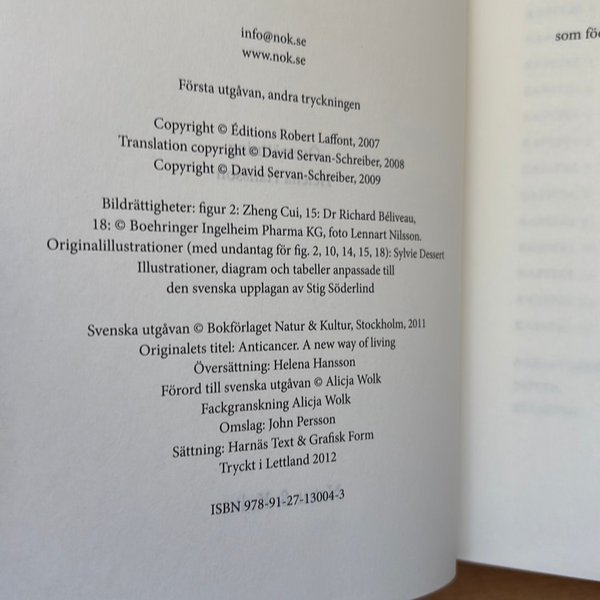 info@nok.se
www.nok.se
Första utgåvan, andra tryckningen
Copyright © Éditions Robert Laffont, 2007
Translation copyright © David Servan-Schreiber, 2008
Copyright © David Servan-Schreiber, 2009
Bildrättigheter: figur 2: Zheng Cui, 15: Dr Richard Béliveau,
18: © Boehringer Ingelheim Pharma KG, foto Lennart Nilsson.
Originalillustrationer (med undantag för fig. 2, 10, 14, 15, 18): Sylvie Dessert
Illustrationer, diagram och tabeller anpassade till
den svenska upplagan av Stig Söderlind
Svenska utgåvan © Bokförlaget Natur & Kultur, Stockholm, 2011
Originalets titel: Anticancer. A new way of living
Översättning: Helena Hansson
Förord till svenska utgåvan © Alicja Wolk
Fackgranskning Alicja Wolk
Omslag: John Persson
Sättning: Harnäs Text & Grafisk Form
Tryckt i Lettland 2012
ISBN 978-91-27-13004-3
som